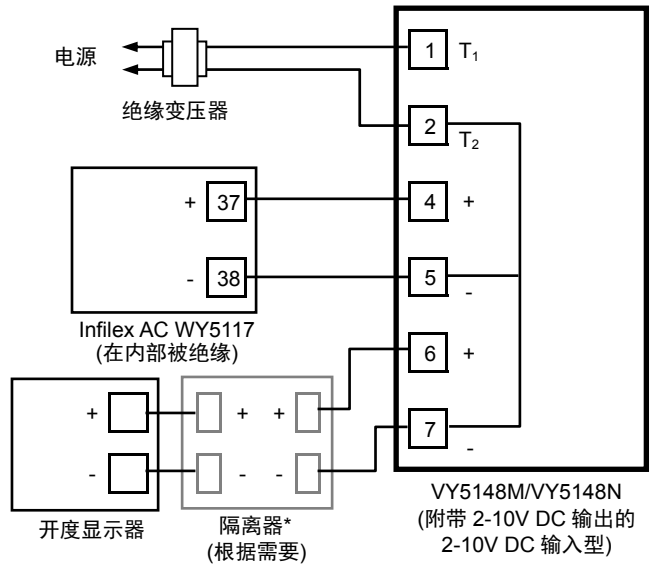 电源
绝缘变压器
1 T₁
2 T₂
+ 37
4 +
- 38
5 -
Infilex AC WY5117
(在内部被绝缘)
6 +
7 -
+
-
+ +
- -
开度显示器
隔离器*
(根据需要)
VY5148M/VY5148N
(附带 2-10V DC 输出的
2-10V DC 输入型)